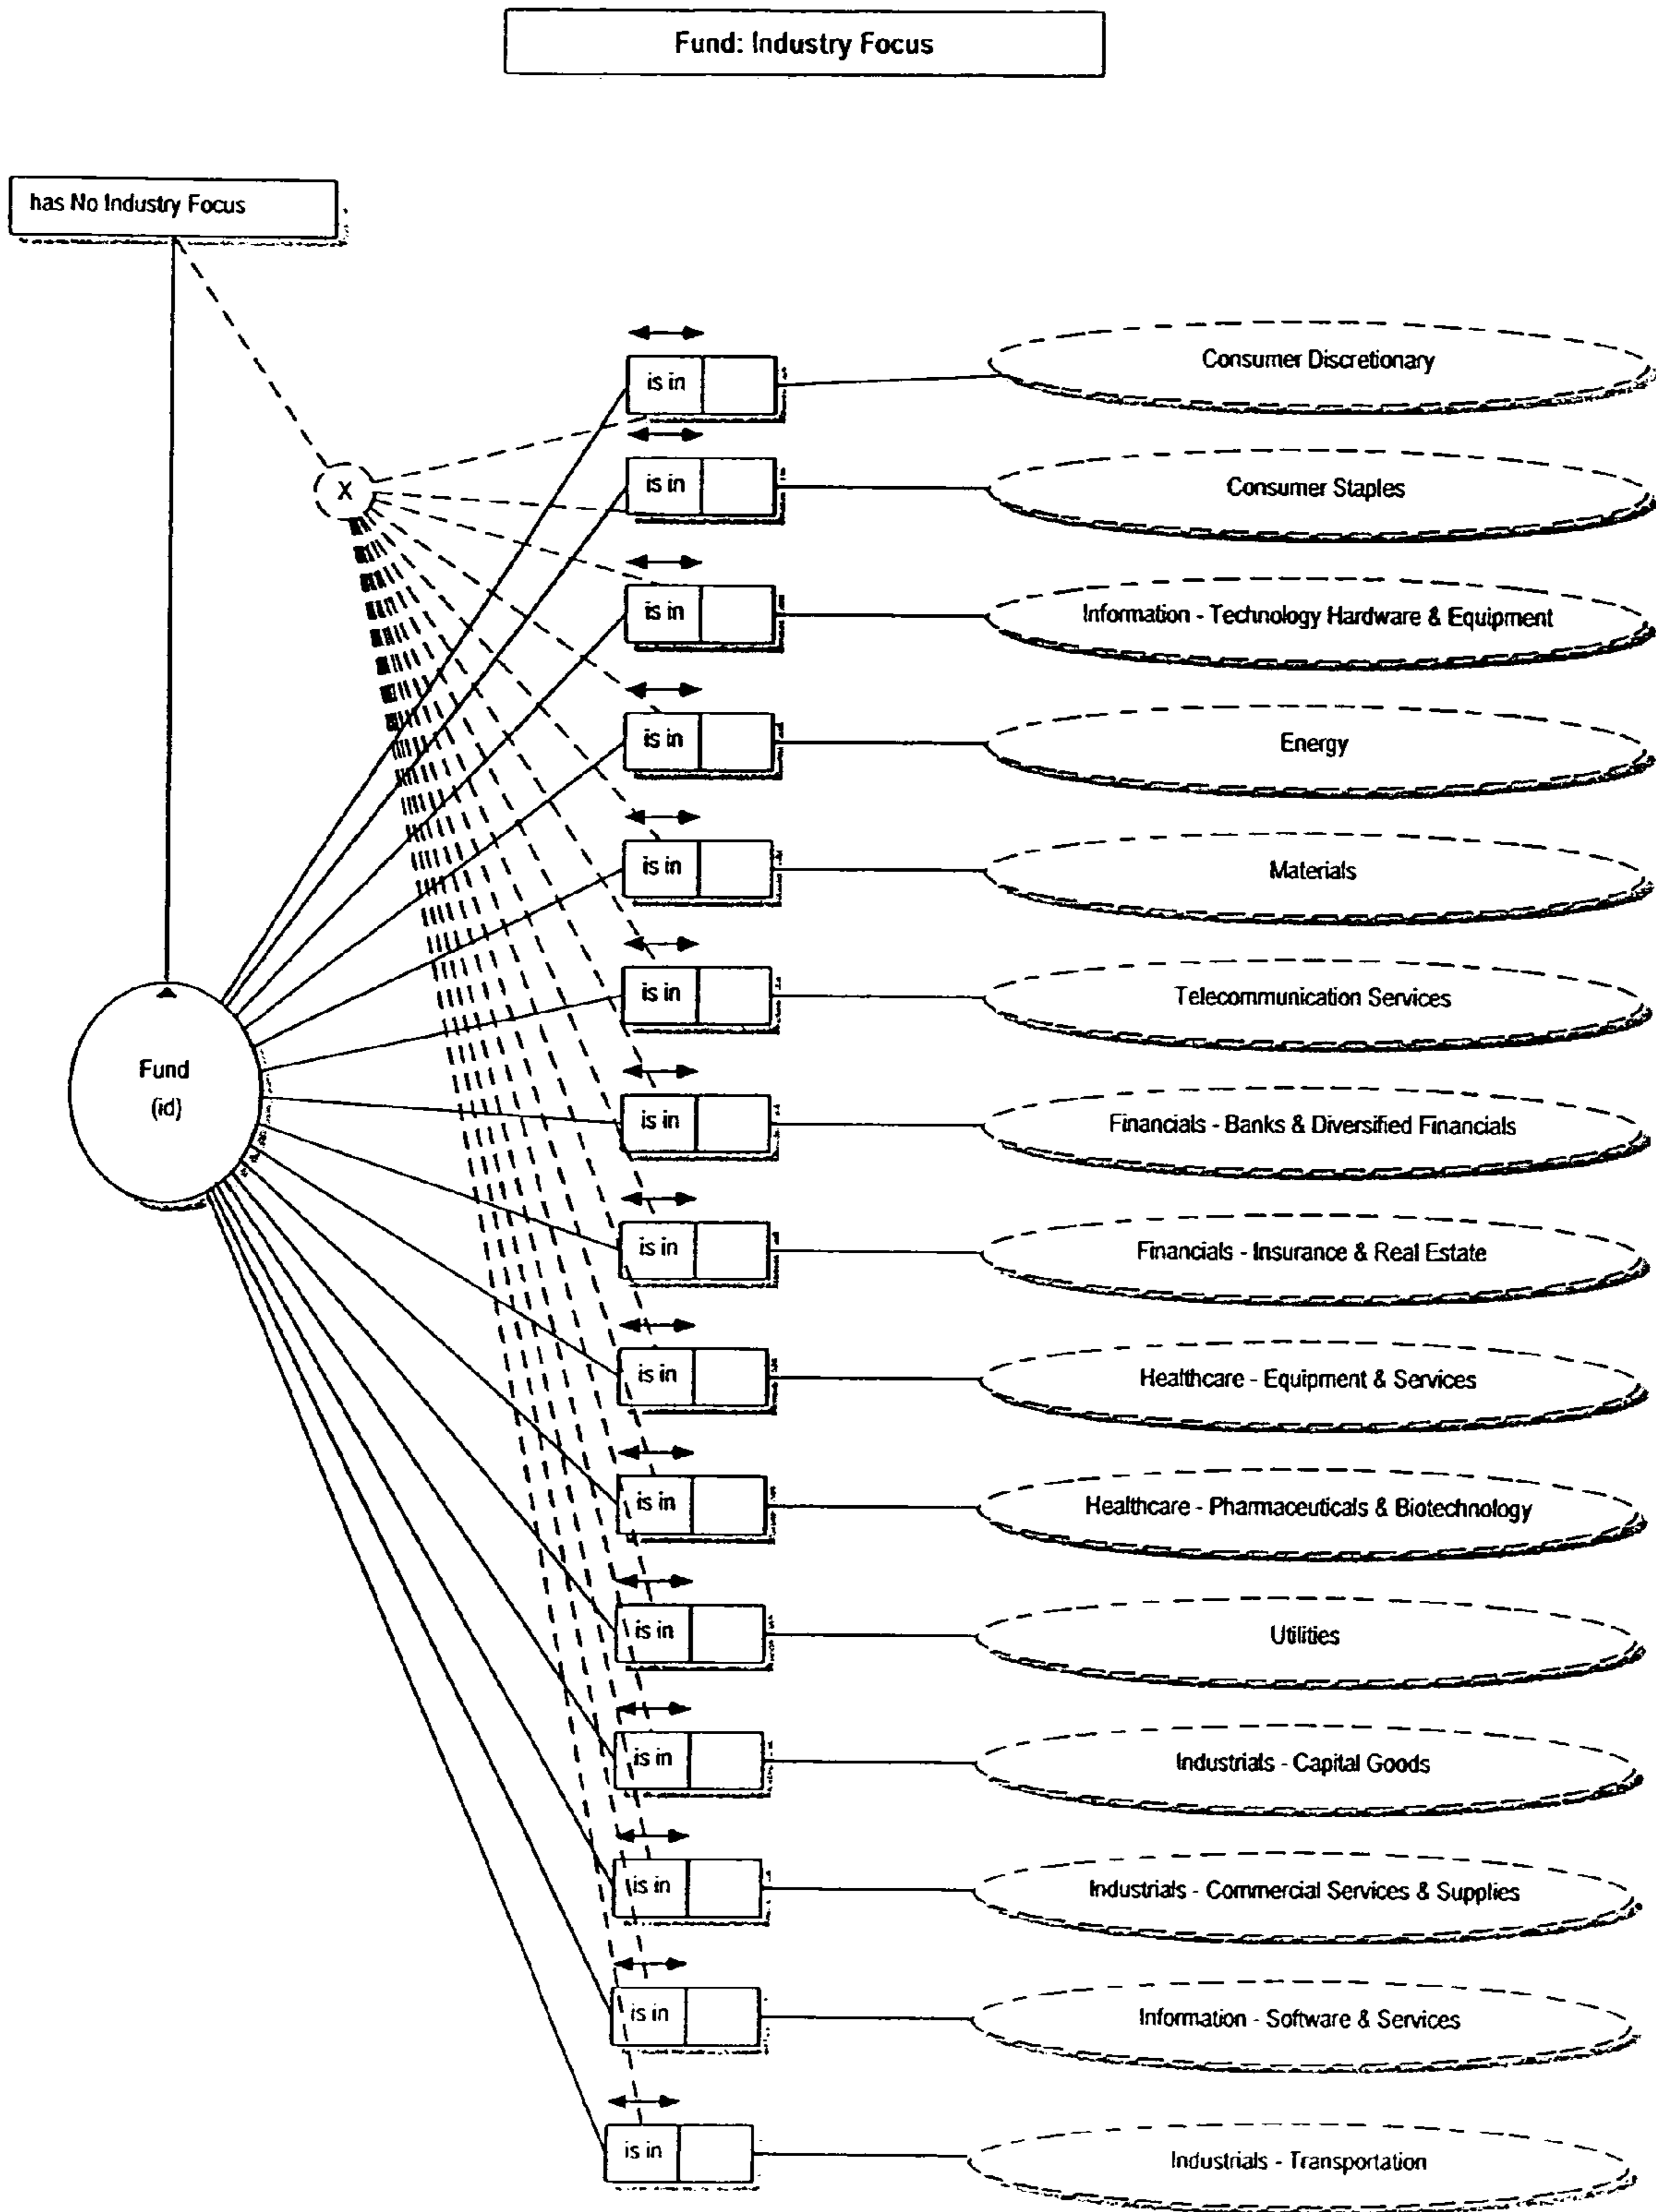 Fund: Industry Focus
has No Industry Focus
X
is in
Consumer Discretionary
is in
Consumer Staples
is in
Information - Technology Hardware & Equipment
is in
Energy
is in
Materials
is in
Telecommunication Services
Fund
(id)
is in
Financials - Banks & Diversified Financials
is in
Financials - Insurance & Real Estate
is in
Healthcare - Equipment & Services
is in
Healthcare - Pharmaceuticals & Biotechnology
is in
Utilities
is in
Industrials - Capital Goods
is in
Industrials - Commercial Services & Supplies
is in
Information - Software & Services
is in
Industrials - Transportation